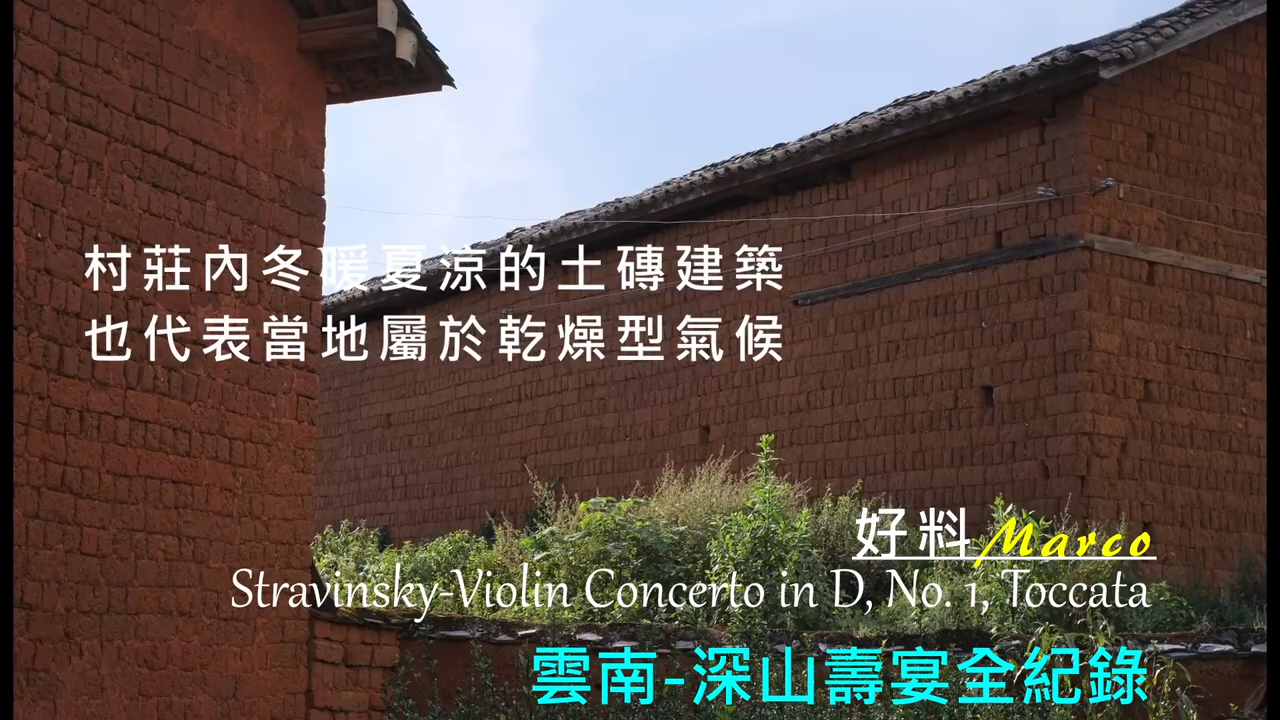 村莊內冬暖夏涼的土磚建築
也代表當地屬於乾燥型氣候
好料Marco
Stravinsky-Violin Concerto in D, No. 1, Toccata
雲南-深山壽宴全紀錄